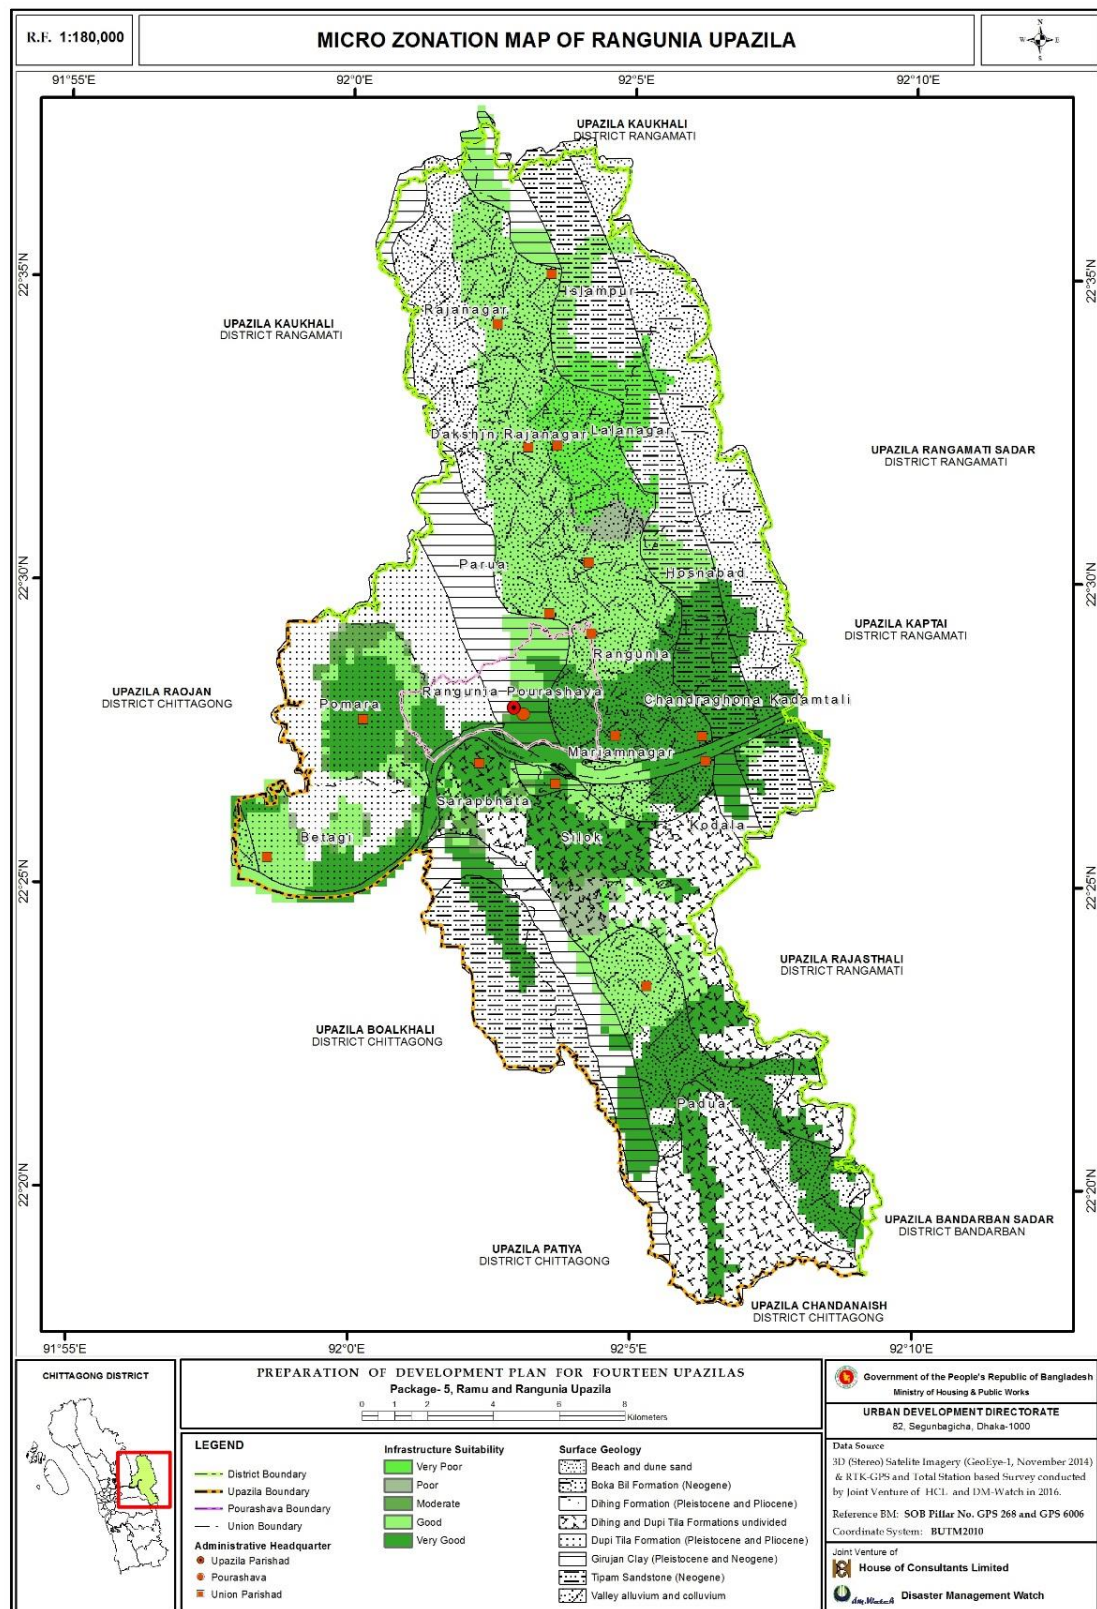 R.F. 1:180,000
MICRO ZONATION MAP OF RANGUNIA UPAZILA
N
W E
S
91°55'E 92°0'E 92°5'E 92°10'E
UPAZILA KAUKHALI
DISTRICT RANGAMATI
22°35'N 22°35'N
Islampur
Rajanagar
UPAZILA KAUKHALI
DISTRICT RANGAMATI
Dakshin Rajanagar
Lalanagar
UPAZILA RANGAMATI SADAR
DISTRICT RANGAMATI
Parua
Hosnabad
22°30'N 22°30'N
UPAZILA KAPTAI
DISTRICT RANGAMATI
Rangunia
UPAZILA RAOJAN
DISTRICT CHITTAGONG
Rangunia Pourashava
Pomara
Chandraghona Kadamtali
Mariamnagar
Sarapbhata
Betagi
Silok
Kodala
22°25'N 22°25'N
UPAZILA RAJASTHALI
DISTRICT RANGAMATI
UPAZILA BOALKHALI
DISTRICT CHITTAGONG
Padua
22°20'N 22°20'N
UPAZILA BANDARBAN SADAR
DISTRICT BANDARBAN
UPAZILA PATIYA
DISTRICT CHITTAGONG
UPAZILA CHANDANAISH
DISTRICT CHITTAGONG
91°55'E 92°0'E 92°5'E 92°10'E
CHITTAGONG DISTRICT
PREPARATION OF DEVELOPMENT PLAN FOR FOURTEEN UPAZILAS
Package- 5, Ramu and Rangunia Upazila
0 1 2 4 6 8
Kilometers
LEGEND
District Boundary
Upazila Boundary
Pourashava Boundary
Union Boundary
Administrative Headquarter
Upazila Parishad
Pourashava
Union Parishad
Infrastructure Suitability
Very Poor
Poor
Moderate
Good
Very Good
Surface Geology
Beach and dune sand
Boka Bil Formation (Neogene)
Dihing Formation (Pleistocene and Pliocene)
Dihing and Dupi Tila Formations undivided
Dupi Tila Formation (Pleistocene and Pliocene)
Girujan Clay (Pleistocene and Neogene)
Tipam Sandstone (Neogene)
Valley alluvium and colluvium
Government of the People's Republic of Bangladesh
Ministry of Housing & Public Works
URBAN DEVELOPMENT DIRECTORATE
82, Segunbagicha, Dhaka-1000
Data Source
3D (Stereo) Satelite Imagery (GeoEye-1, November 2014)
& RTK-GPS and Total Station based Survey conducted
by Joint Venture of HCL and DM-Watch in 2016.
Reference BM: SOB Pillar No. GPS 268 and GPS 6006
Coordinate System: BUTM2010
Joint Venture of
House of Consultants Limited
dm.Watch Disaster Management Watch